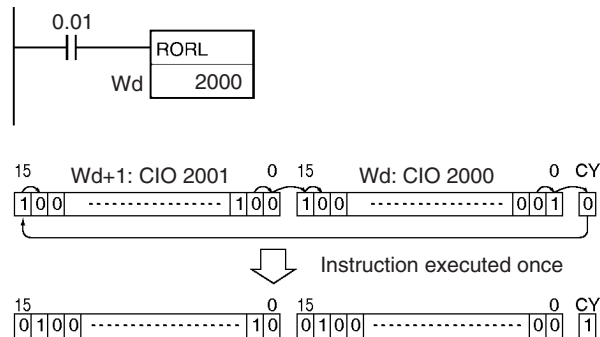 0.01
RORL
Wd 2000
15 Wd+1: CIO 2001 0 15 Wd: CIO 2000 0 CY
1 0 0 1 0 0 1 0 0 0 0 1 0
Instruction executed once
15 0 15 0 CY
0 1 0 0 1 0 0 1 0 0 0 0 1